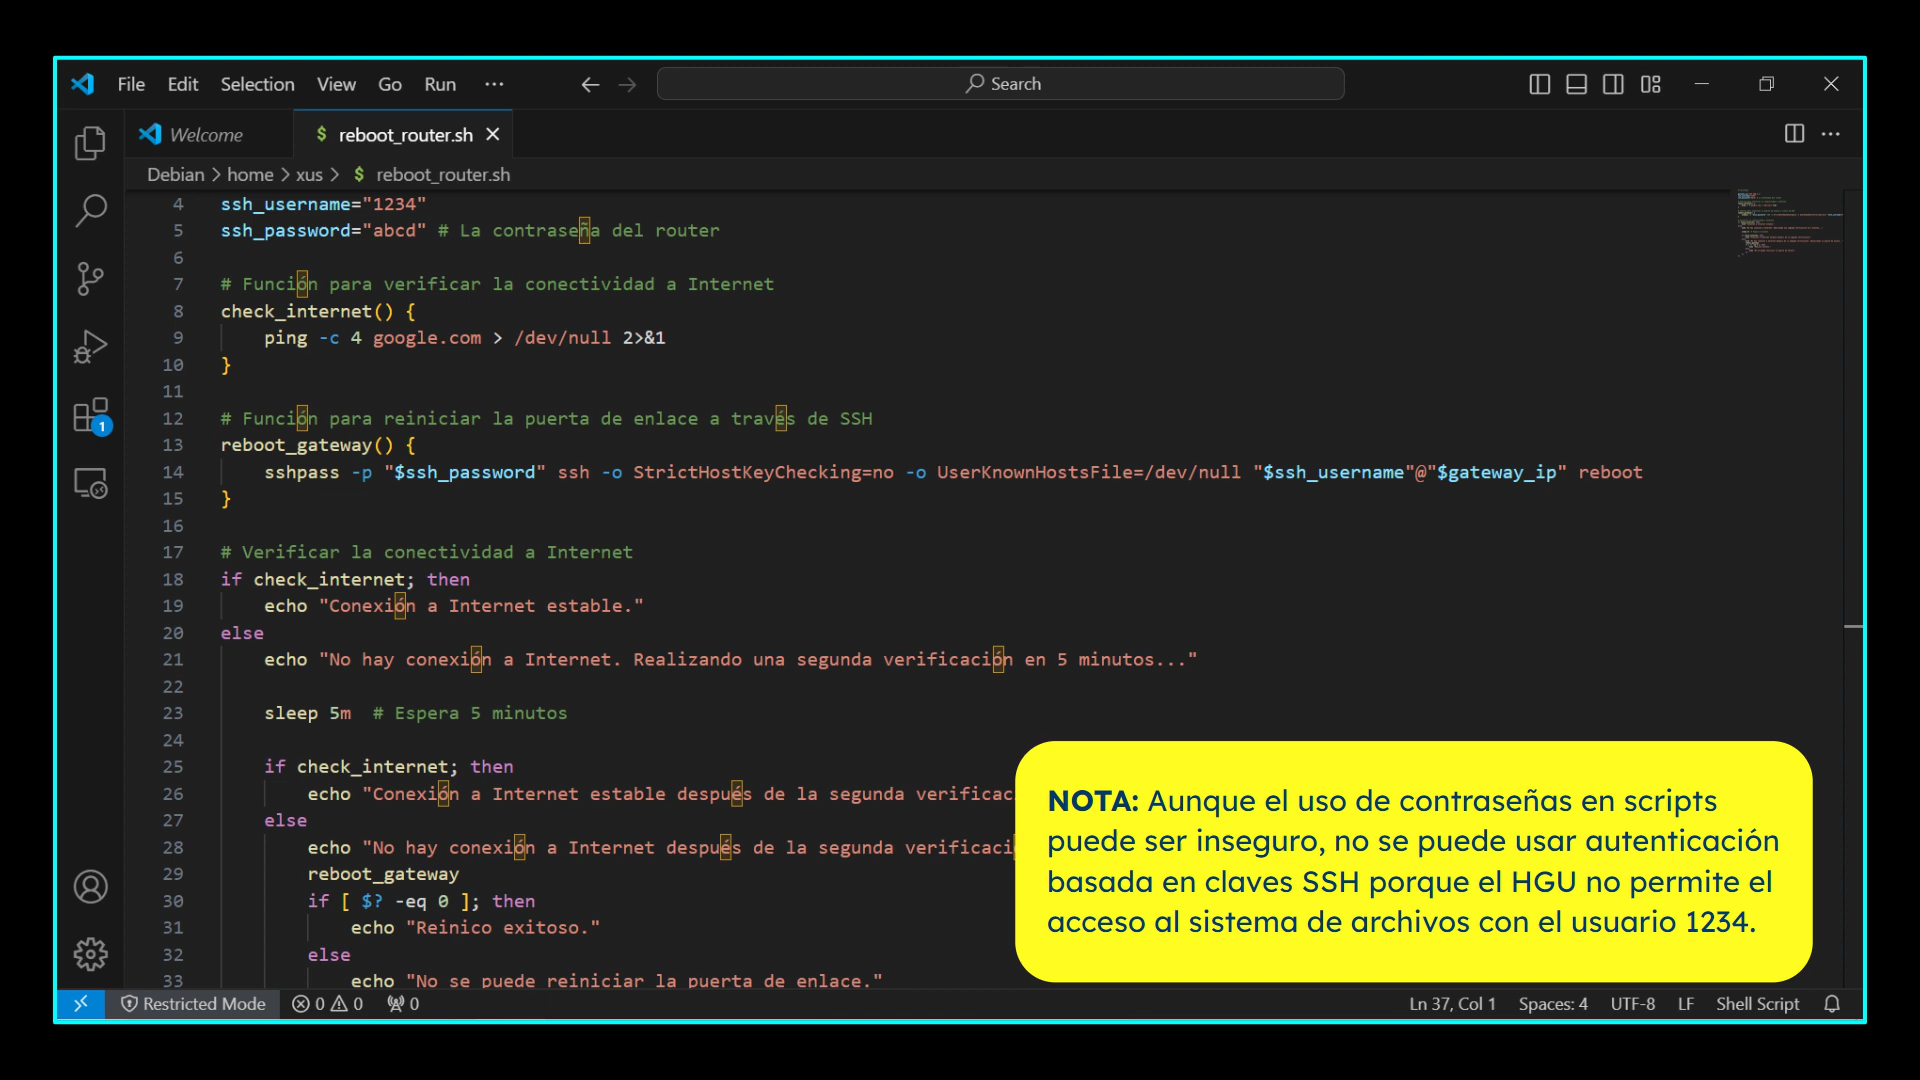 File Edit Selection View Go Run ··· Search
Welcome $ reboot_router.sh
Debian > home > xus > $ reboot_router.sh
4 ssh_username="1234"
5 ssh_password="abcd" # La contraseña del router
6
7 # Función para verificar la conectividad a Internet
8 check_internet() {
9 ping -c 4 google.com > /dev/null 2>&1
10 }
11
12 # Función para reiniciar la puerta de enlace a través de SSH
13 reboot_gateway() {
14 sshpass -p "$ssh_password" ssh -o StrictHostKeyChecking=no -o UserKnownHostsFile=/dev/null "$ssh_username"@"$gateway_ip" reboot
15 }
16
17 # Verificar la conectividad a Internet
18 if check_internet; then
19 echo "Conexión a Internet estable."
20 else
21 echo "No hay conexión a Internet. Realizando una segunda verificación en 5 minutos..."
22
23 sleep 5m # Espera 5 minutos
24
25 if check_internet; then
26 echo "Conexión a Internet estable después de la segunda verificac
27 else
28 echo "No hay conexión a Internet después de la segunda verificaci
29 reboot_gateway
30 if [ $? -eq 0 ]; then
31 echo "Reinico exitoso."
32 else
33 echo "No se puede reiniciar la puerta de enlace."
NOTA: Aunque el uso de contraseñas en scripts
puede ser inseguro, no se puede usar autenticación
basada en claves SSH porque el HGU no permite el
acceso al sistema de archivos con el usuario 1234.
1
Restricted Mode 0 0 0 Ln 37, Col 1 Spaces: 4 UTF-8 LF Shell Script